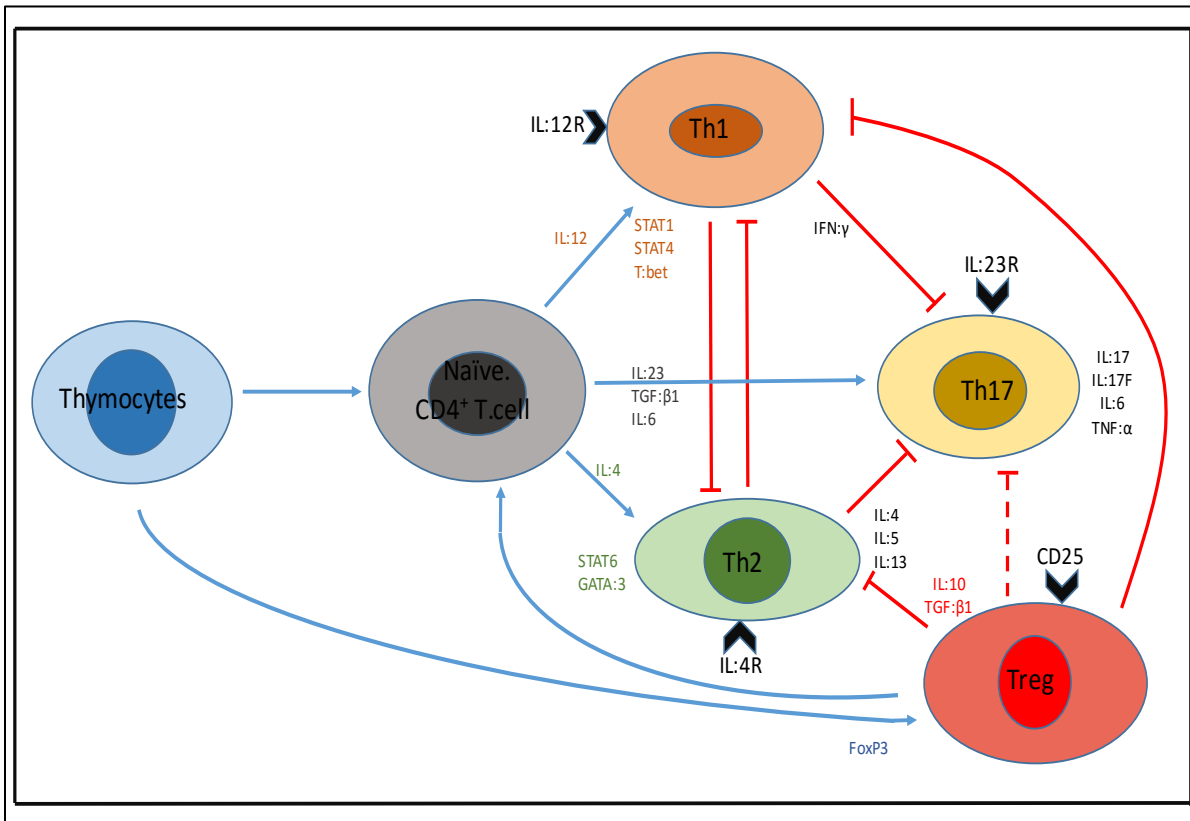 IL:12R
Th1
IL:12
STAT1
STAT4
T:bet
IFN:γ
IL:23R
Thymocytes
Naïve.
CD4⁺ T.cell
IL:23
TGF:β1
IL:6
Th17
IL:17
IL:17F
IL:6
TNF:α
IL:4
STAT6
GATA:3
Th2
IL:4
IL:5
IL:13
IL:4R
IL:10
TGF:β1
CD25
Treg
FoxP3